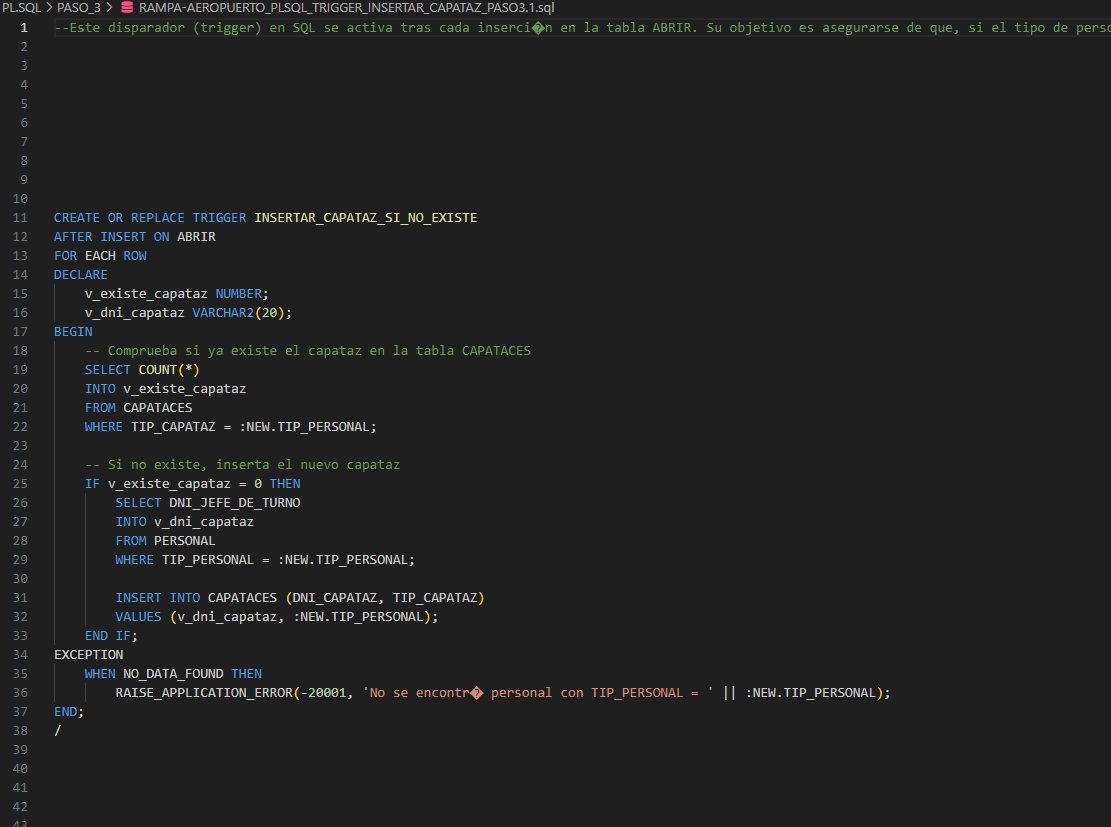 PL.SQL > PASO_3 > RAMPA-AEROPUERTO_PLSQL_TRIGGER_INSERTAR_CAPATAZ_PASO3.1.sql
1 --Este disparador (trigger) en SQL se activa tras cada inserci�n en la tabla ABRIR. Su objetivo es asegurarse de que, si el tipo de perso
2
3
4
5
6
7
8
9
10
11 CREATE OR REPLACE TRIGGER INSERTAR_CAPATAZ_SI_NO_EXISTE
12 AFTER INSERT ON ABRIR
13 FOR EACH ROW
14 DECLARE
15     v_existe_capataz NUMBER;
16     v_dni_capataz VARCHAR2(20);
17 BEGIN
18     -- Comprueba si ya existe el capataz en la tabla CAPATACES
19     SELECT COUNT(*)
20     INTO v_existe_capataz
21     FROM CAPATACES
22     WHERE TIP_CAPATAZ = :NEW.TIP_PERSONAL;
23
24     -- Si no existe, inserta el nuevo capataz
25     IF v_existe_capataz = 0 THEN
26         SELECT DNI_JEFE_DE_TURNO
27         INTO v_dni_capataz
28         FROM PERSONAL
29         WHERE TIP_PERSONAL = :NEW.TIP_PERSONAL;
30
31         INSERT INTO CAPATACES (DNI_CAPATAZ, TIP_CAPATAZ)
32         VALUES (v_dni_capataz, :NEW.TIP_PERSONAL);
33     END IF;
34 EXCEPTION
35     WHEN NO_DATA_FOUND THEN
36         RAISE_APPLICATION_ERROR(-20001, 'No se encontr� personal con TIP_PERSONAL = ' || :NEW.TIP_PERSONAL);
37 END;
38 /
39
40
41
42
43